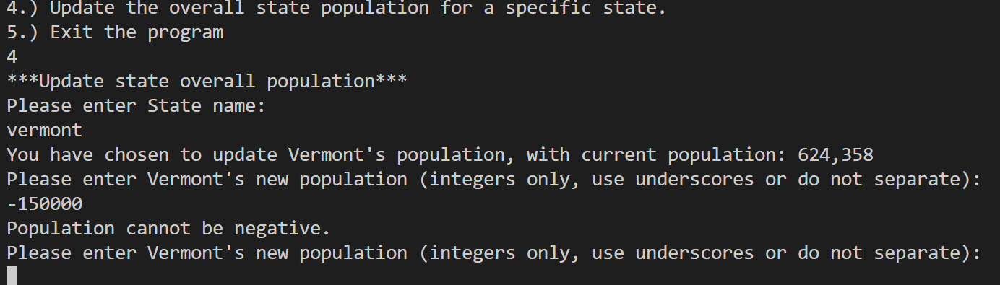 4.) Update the overall state population for a specific state.
5.) Exit the program
4
***Update state overall population***
Please enter State name:
vermont
You have chosen to update Vermont's population, with current population: 624,358
Please enter Vermont's new population (integers only, use underscores or do not separate):
-150000
Population cannot be negative.
Please enter Vermont's new population (integers only, use underscores or do not separate):